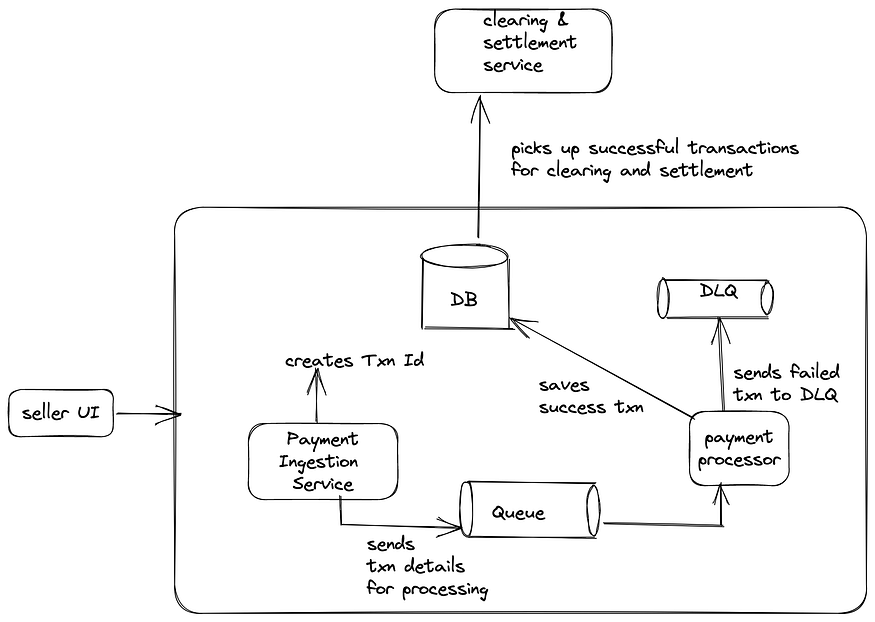 clearing &
settlement
service
picks up successful transactions
for clearing and settlement
DB
DLQ
creates Txn Id
sends failed
txn to DLQ
saves
success txn
seller UI
Payment
Ingestion
Service
payment
processor
Queue
sends
txn details
for processing